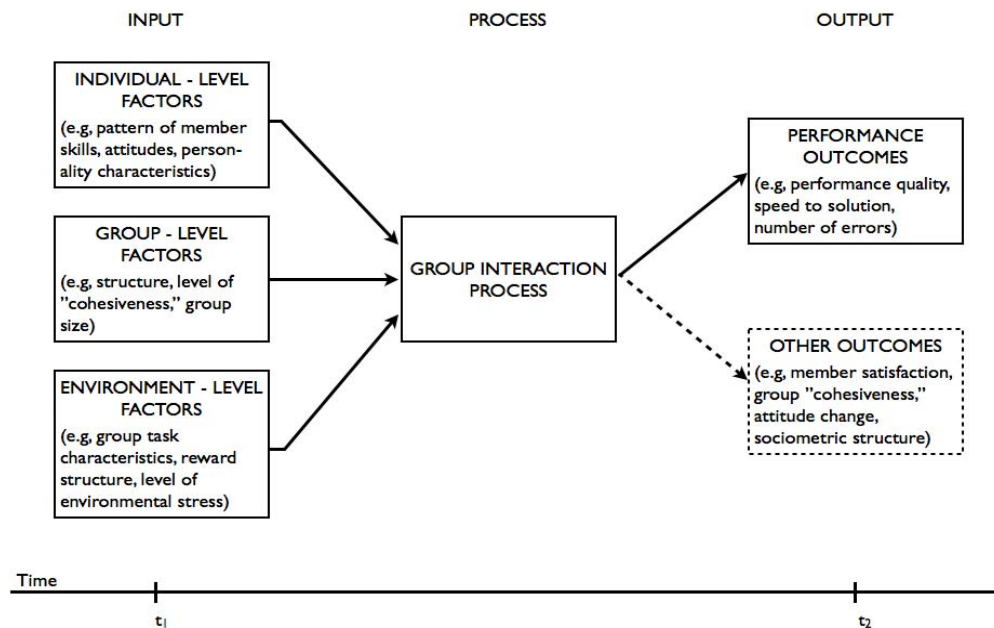 INPUT
PROCESS
OUTPUT
INDIVIDUAL - LEVEL
FACTORS
(e.g, pattern of member
skills, attitudes, person-
ality characteristics)
GROUP - LEVEL
FACTORS
(e.g, structure, level of
"cohesiveness," group
size)
ENVIRONMENT - LEVEL
FACTORS
(e.g, group task
characteristics, reward
structure, level of
environmental stress)
GROUP INTERACTION
PROCESS
PERFORMANCE
OUTCOMES
(e.g, performance quality,
speed to solution,
number of errors)
OTHER OUTCOMES
(e.g, member satisfaction,
group "cohesiveness,"
attitude change,
sociometric structure)
Time
t1
t2